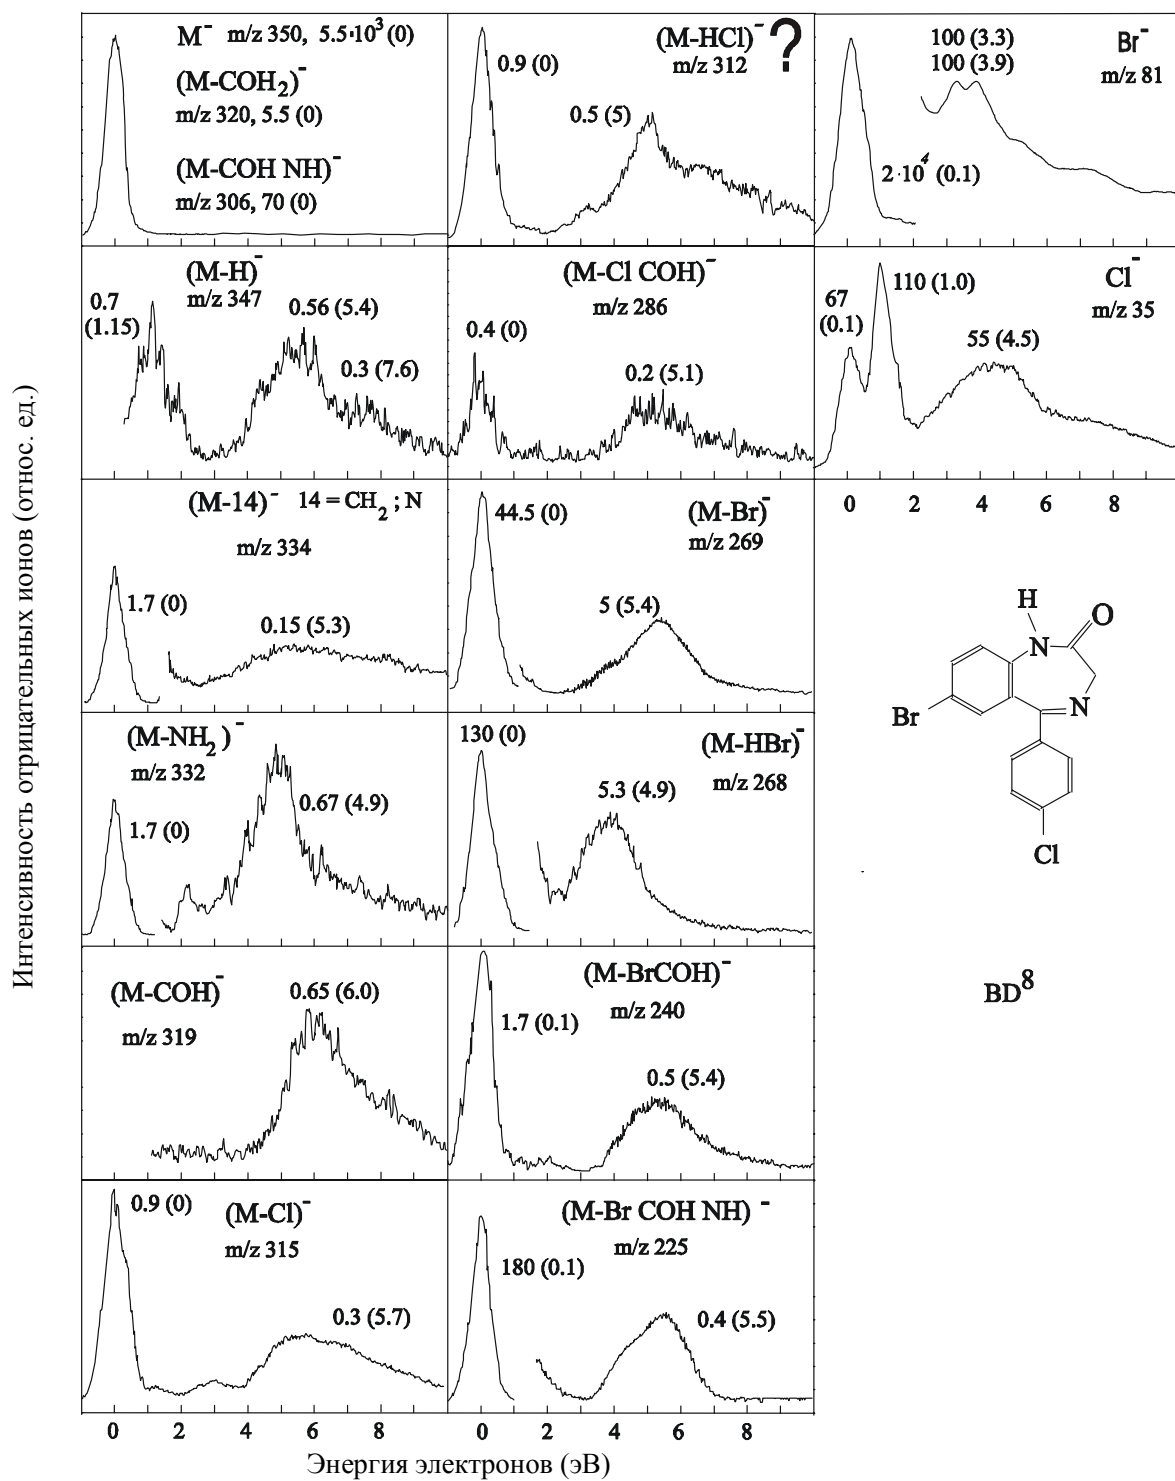 Интенсивность отрицательных ионов (относ. ед.)
M⁻ m/z 350, 5.5·10³ (0)
(M-COH₂)⁻
m/z 320, 5.5 (0)
(M-COH NH)⁻
m/z 306, 70 (0)
(M-HCl)⁻ ?
m/z 312
0.9 (0)
0.5 (5)
100 (3.3)
100 (3.9)
Br⁻
m/z 81
2·10⁴ (0.1)
(M-H)⁻
m/z 347
0.7
(1.15)
0.56 (5.4)
0.3 (7.6)
(M-Cl COH)⁻
m/z 286
0.4 (0)
0.2 (5.1)
Cl⁻
m/z 35
67
(0.1)
110 (1.0)
55 (4.5)
0 2 4 6 8
(M-14)⁻ 14 = CH₂ ; N
m/z 334
1.7 (0)
0.15 (5.3)
44.5 (0)
(M-Br)⁻
m/z 269
5 (5.4)
H
N
O
Br
N
Cl
BD⁸
(M-NH₂ )⁻
m/z 332
1.7 (0)
0.67 (4.9)
130 (0)
(M-HBr)⁻
m/z 268
5.3 (4.9)
(M-COH)⁻
m/z 319
0.65 (6.0)
(M-BrCOH)⁻
m/z 240
1.7 (0.1)
0.5 (5.4)
0.9 (0)
(M-Cl)⁻
m/z 315
0.3 (5.7)
(M-Br COH NH) ⁻
m/z 225
180 (0.1)
0.4 (5.5)
0 2 4 6 8 0 2 4 6 8
Энергия электронов (эВ)